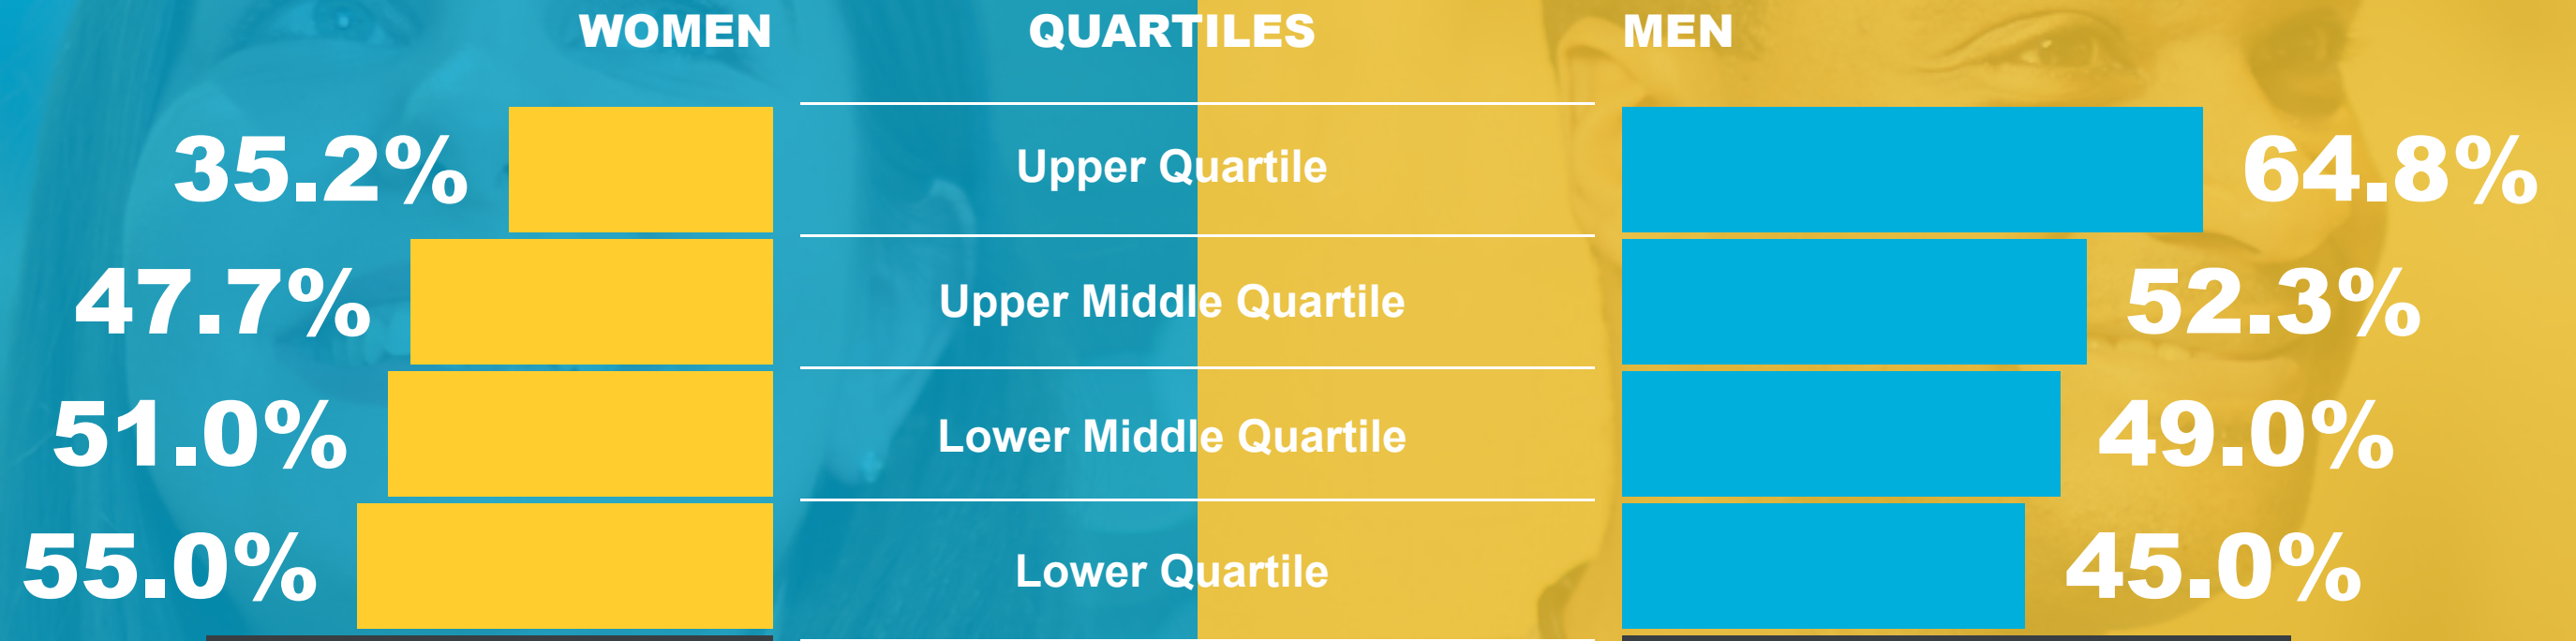 WOMEN QUARTILES MEN
35.2% Upper Quartile 64.8%
47.7% Upper Middle Quartile 52.3%
51.0% Lower Middle Quartile 49.0%
55.0% Lower Quartile 45.0%